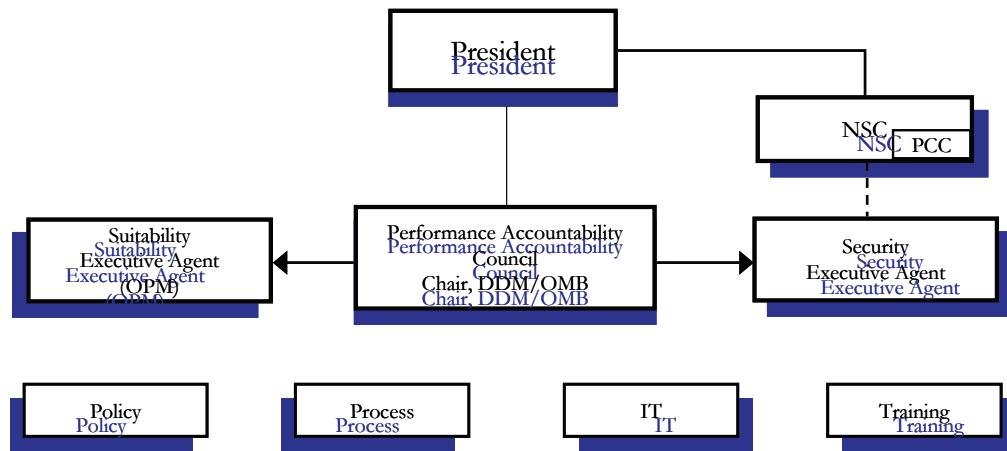 President
NSC
PCC
Suitability
Executive Agent
(OPM)
Performance Accountability
Council
Chair, DDM/OMB
Security
Executive Agent
Policy
Process
IT
Training